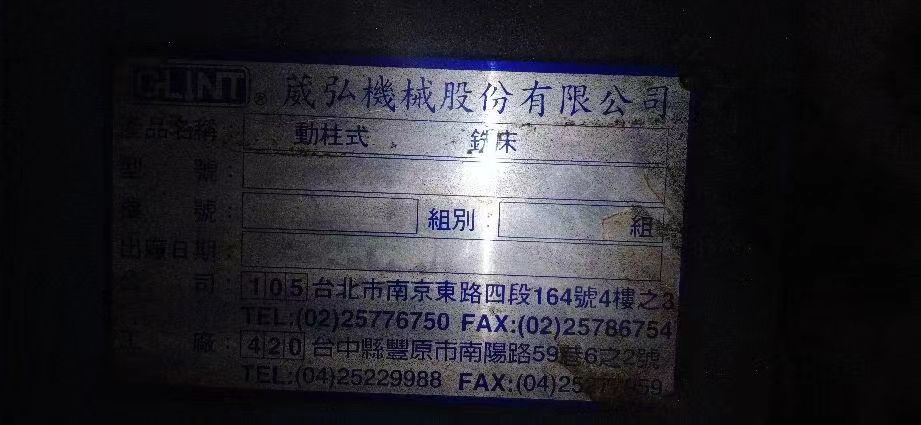 CLINT ® 葳弘機械股份有限公司
產品名稱: 動柱式 銑床
型 號:
機 號: 組別: 組
出廠日期:
公 司: 105 台北市南京東路四段164號4樓之3
TEL:(02)25776750 FAX:(02)25786754
工 廠: 420 台中縣豐原市南陽路59巷6之2號
TEL:(04)25229988 FAX:(04)